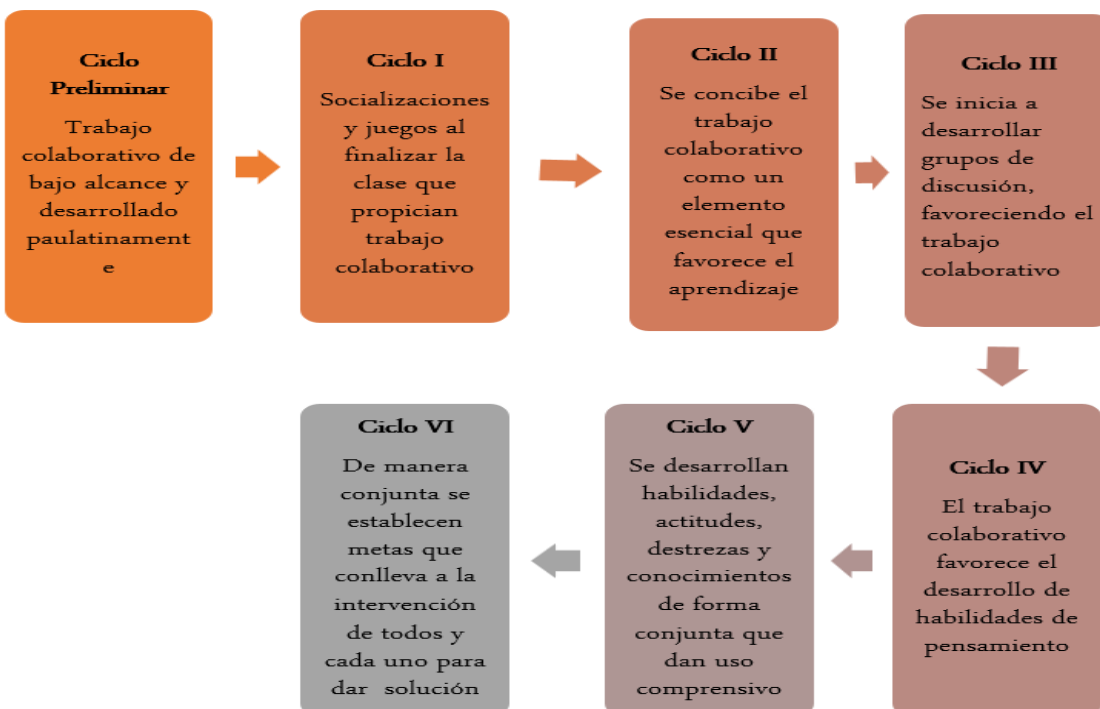 Ciclo
Preliminar
Trabajo
colaborativo de
bajo alcance y
desarrollado
paulatinament
e
Ciclo I
Socializaciones
y juegos al
finalizar la
clase que
propician
trabajo
colaborativo
Ciclo II
Se concibe el
trabajo
colaborativo
como un
elemento
esencial que
favorece el
aprendizaje
Ciclo III
Se inicia a
desarrollar
grupos de
discusión,
favoreciendo el
trabajo
colaborativo
Ciclo IV
El trabajo
colaborativo
favorece el
desarrollo de
habilidades de
pensamiento
Ciclo V
Se desarrollan
habilidades,
actitudes,
destrezas y
conocimientos
de forma
conjunta que
dan uso
comprensivo
Ciclo VI
De manera
conjunta se
establecen
metas que
conlleva a la
intervención
de todos y
cada uno para
dar solución